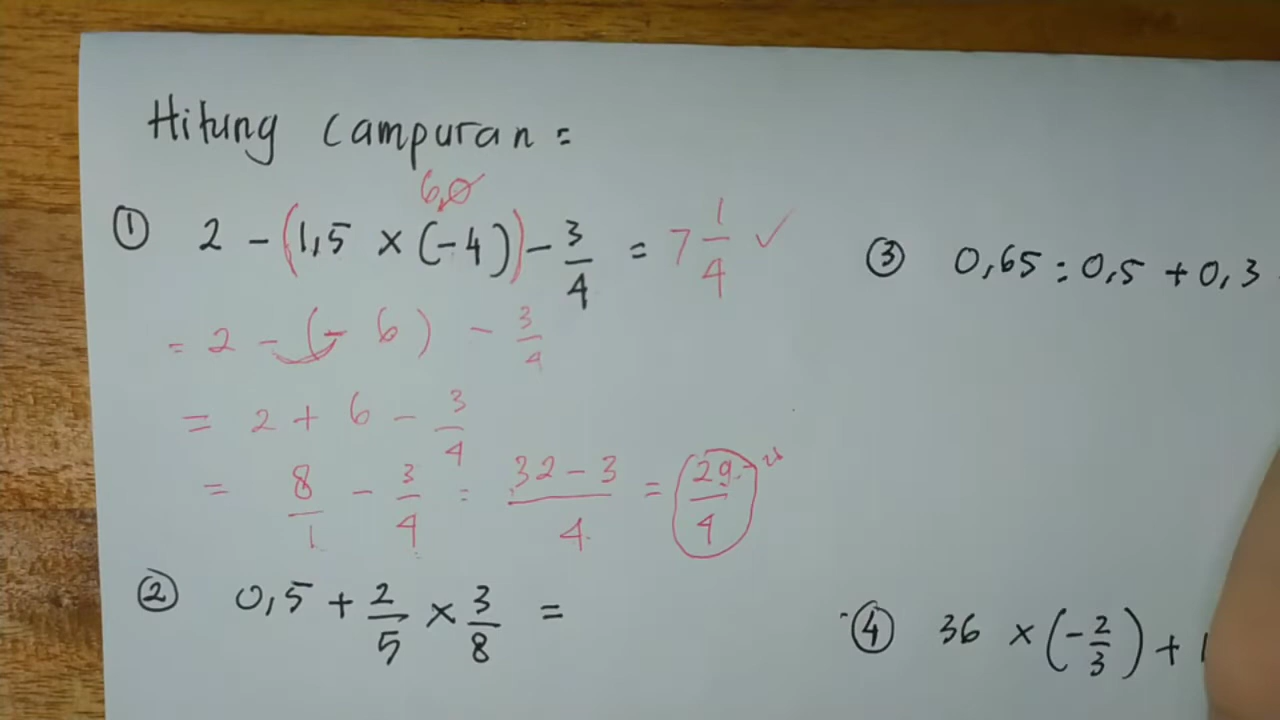 Hitung Campuran =
6,0
① 2 - (1,5 × (-4)) - 3/4 = 7 1/4 ✓
= 2 - (- 6) - 3/4
= 2 + 6 - 3/4
= 8/1 - 3/4 = 32 - 3/4 = 29/4
② 0,5 + 2/5 × 3/8 =
③ 0,65 : 0,5 + 0,3
④ 36 × (-2/3) +